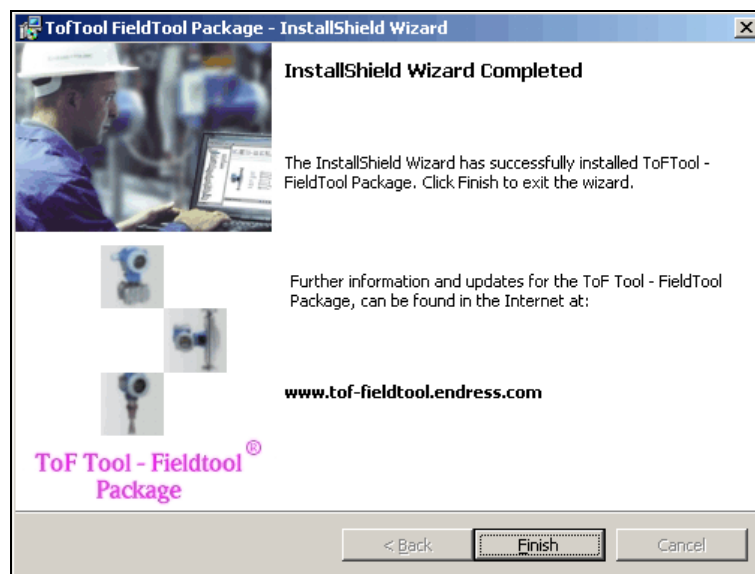 TofTool FieldTool Package - InstallShield Wizard
InstallShield Wizard Completed
The InstallShield Wizard has successfully installed ToFTool -
FieldTool Package. Click Finish to exit the wizard.
Further information and updates for the ToF Tool - FieldTool
Package, can be found in the Internet at:
www.tof-fieldtool.endress.com
ToF Tool - Fieldtool ®
Package
< Back
Finish
Cancel